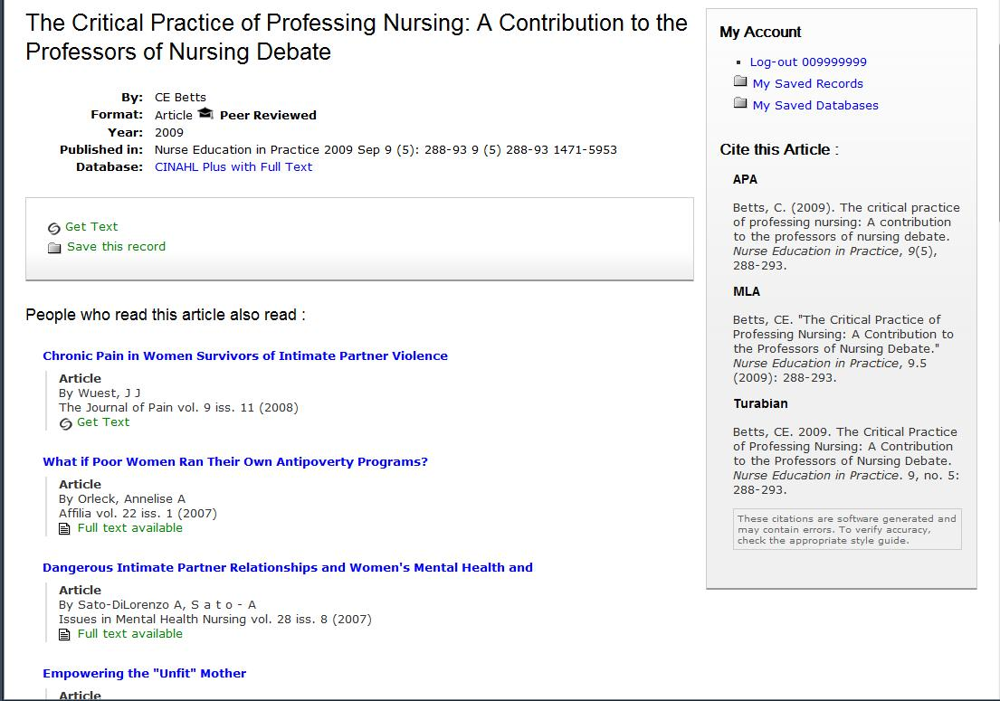 The Critical Practice of Professing Nursing: A Contribution to the
Professors of Nursing Debate
By: CE Betts
Format: Article Peer Reviewed
Year: 2009
Published in: Nurse Education in Practice 2009 Sep 9 (5): 288-93 9 (5) 288-93 1471-5953
Database: CINAHL Plus with Full Text
Get Text
Save this record
People who read this article also read :
Chronic Pain in Women Survivors of Intimate Partner Violence
Article
By Wuest, J J
The Journal of Pain vol. 9 iss. 11 (2008)
Get Text
What if Poor Women Ran Their Own Antipoverty Programs?
Article
By Orleck, Annelise A
Affilia vol. 22 iss. 1 (2007)
Full text available
Dangerous Intimate Partner Relationships and Women's Mental Health and
Article
By Sato-DiLorenzo A, S a t o - A
Issues in Mental Health Nursing vol. 28 iss. 8 (2007)
Full text available
Empowering the "Unfit" Mother
Article
My Account
Log-out 009999999
My Saved Records
My Saved Databases
Cite this Article :
APA
Betts, C. (2009). The critical practice
of professing nursing: A contribution
to the professors of nursing debate.
Nurse Education in Practice, 9(5),
288-293.
MLA
Betts, CE. "The Critical Practice of
Professing Nursing: A Contribution to
the Professors of Nursing Debate."
Nurse Education in Practice, 9.5
(2009): 288-293.
Turabian
Betts, CE. 2009. The Critical Practice
of Professing Nursing: A Contribution
to the Professors of Nursing Debate.
Nurse Education in Practice. 9, no. 5:
288-293.
These citations are software generated and
may contain errors. To verify accuracy,
check the appropriate style guide.